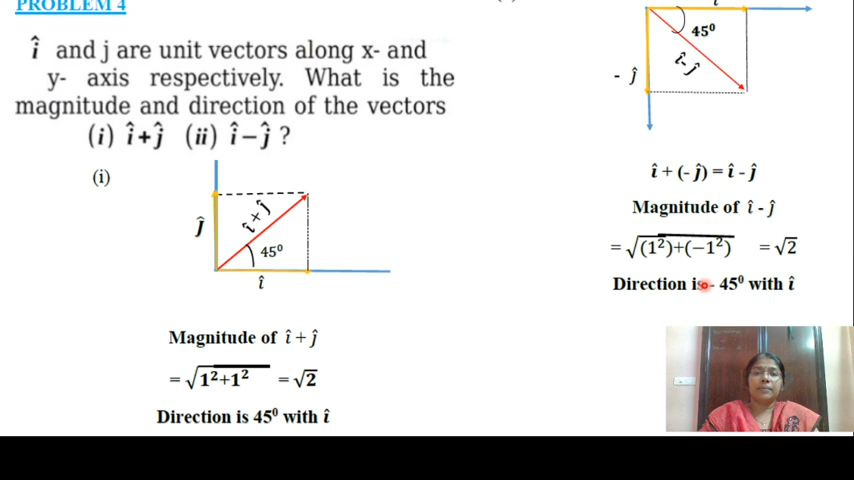 PROBLEM 4
î and j are unit vectors along x- and
y- axis respectively. What is the
magnitude and direction of the vectors
(i) î+ĵ (ii) î−ĵ ?
(i)
ĵ
î+ĵ
45⁰
î
Magnitude of î + ĵ
= √1²+1² = √2
Direction is 45⁰ with î
45⁰
î-ĵ
- ĵ
î + (- ĵ) = î - ĵ
Magnitude of î - ĵ
= √(1²)+(−1²) = √2
Direction is - 45⁰ with î